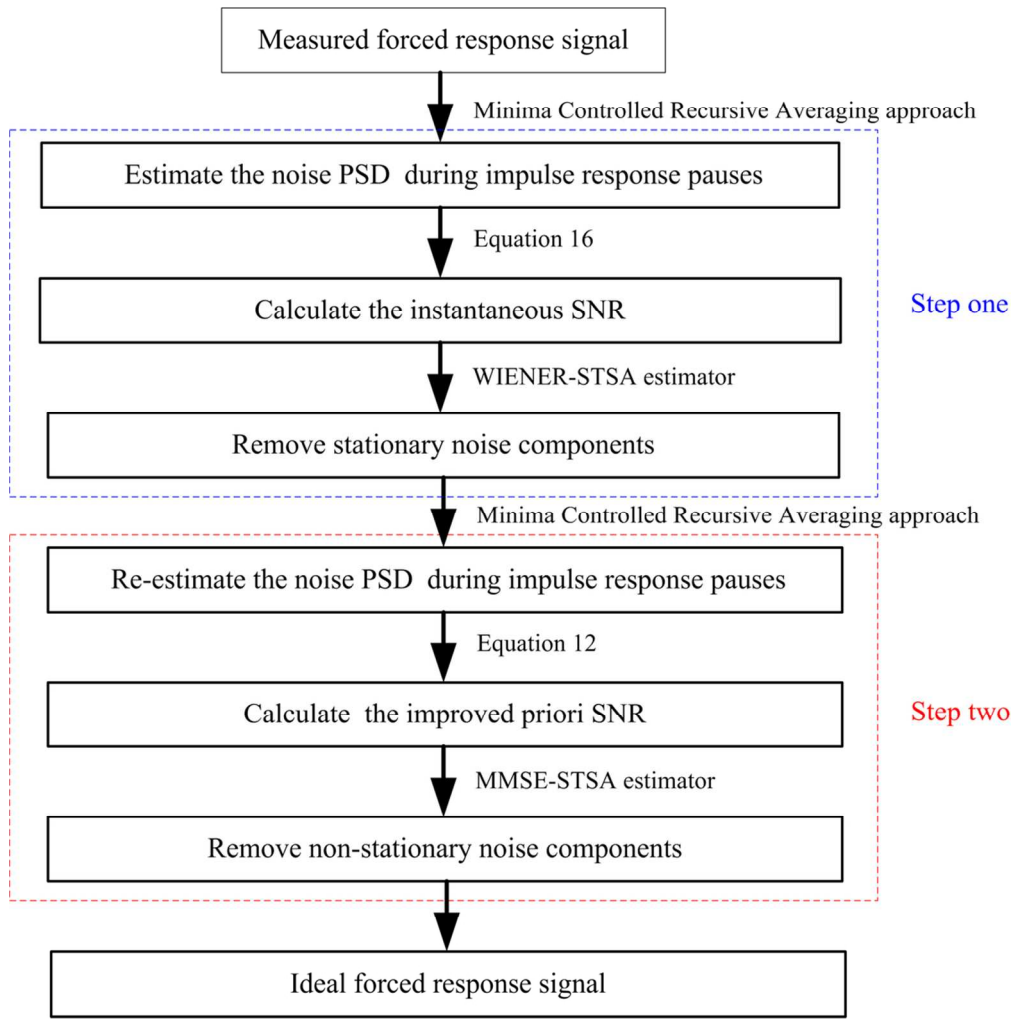 Measured forced response signal
Minima Controlled Recursive Averaging approach
Estimate the noise PSD during impulse response pauses
Equation 16
Calculate the instantaneous SNR
Step one
WIENER-STSA estimator
Remove stationary noise components
Minima Controlled Recursive Averaging approach
Re-estimate the noise PSD during impulse response pauses
Equation 12
Calculate the improved priori SNR
Step two
MMSE-STSA estimator
Remove non-stationary noise components
Ideal forced response signal